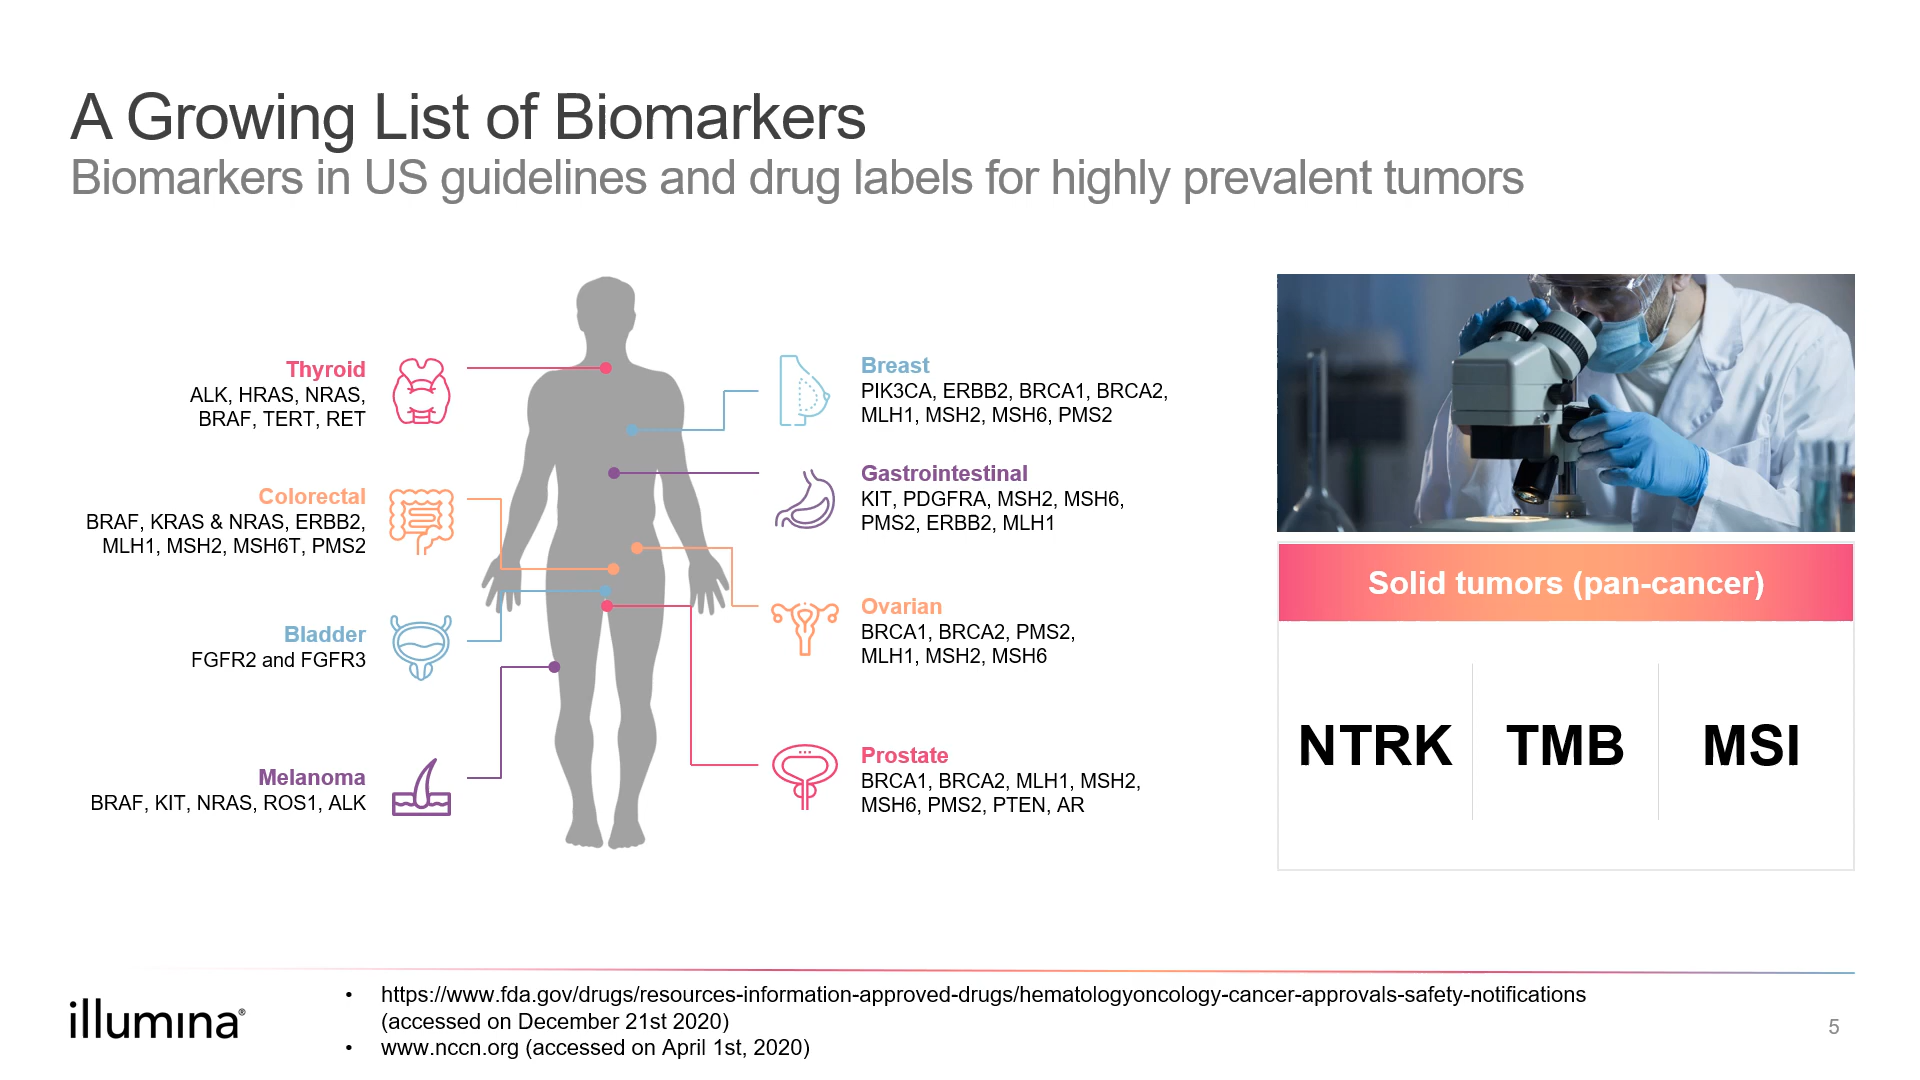 A Growing List of Biomarkers
Biomarkers in US guidelines and drug labels for highly prevalent tumors
Thyroid
ALK, HRAS, NRAS,
BRAF, TERT, RET
Colorectal
BRAF, KRAS & NRAS, ERBB2,
MLH1, MSH2, MSH6T, PMS2
Bladder
FGFR2 and FGFR3
Melanoma
BRAF, KIT, NRAS, ROS1, ALK
Breast
PIK3CA, ERBB2, BRCA1, BRCA2,
MLH1, MSH2, MSH6, PMS2
Gastrointestinal
KIT, PDGFRA, MSH2, MSH6,
PMS2, ERBB2, MLH1
Ovarian
BRCA1, BRCA2, PMS2,
MLH1, MSH2, MSH6
Prostate
BRCA1, BRCA2, MLH1, MSH2,
MSH6, PMS2, PTEN, AR
Solid tumors (pan-cancer)
NTRK TMB MSI
illumına®
• https://www.fda.gov/drugs/resources-information-approved-drugs/hematologyoncology-cancer-approvals-safety-notifications
(accessed on December 21st 2020)
• www.nccn.org (accessed on April 1st, 2020)
5